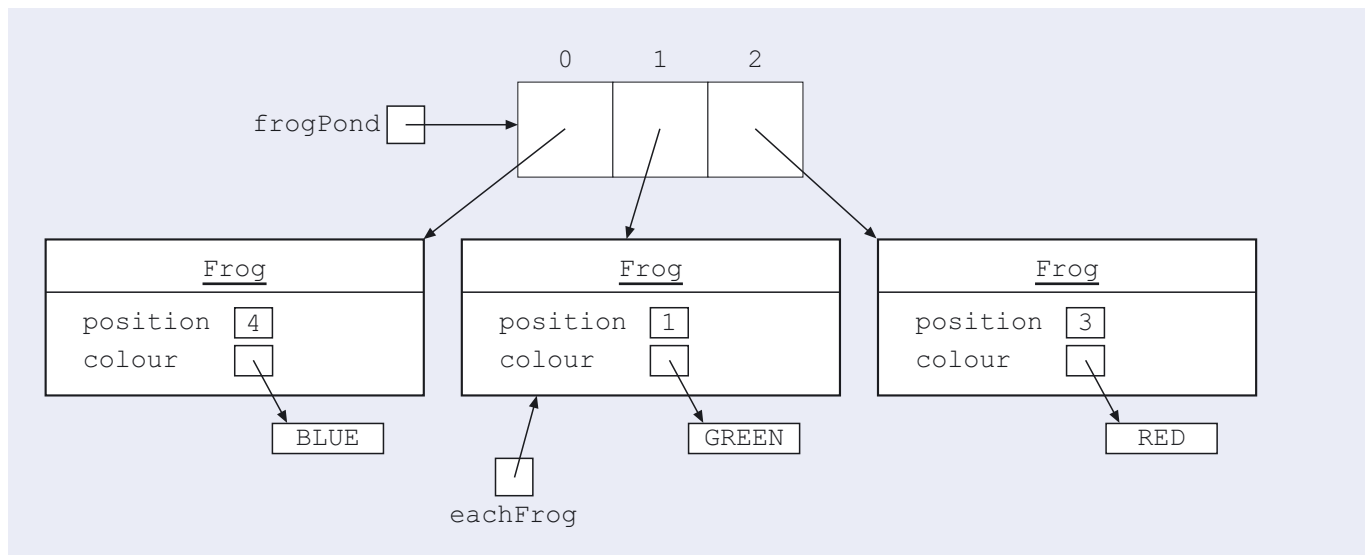 0 1 2
frogPond
Frog Frog Frog
position 4 position 1 position 3
colour colour colour
BLUE GREEN RED
eachFrog